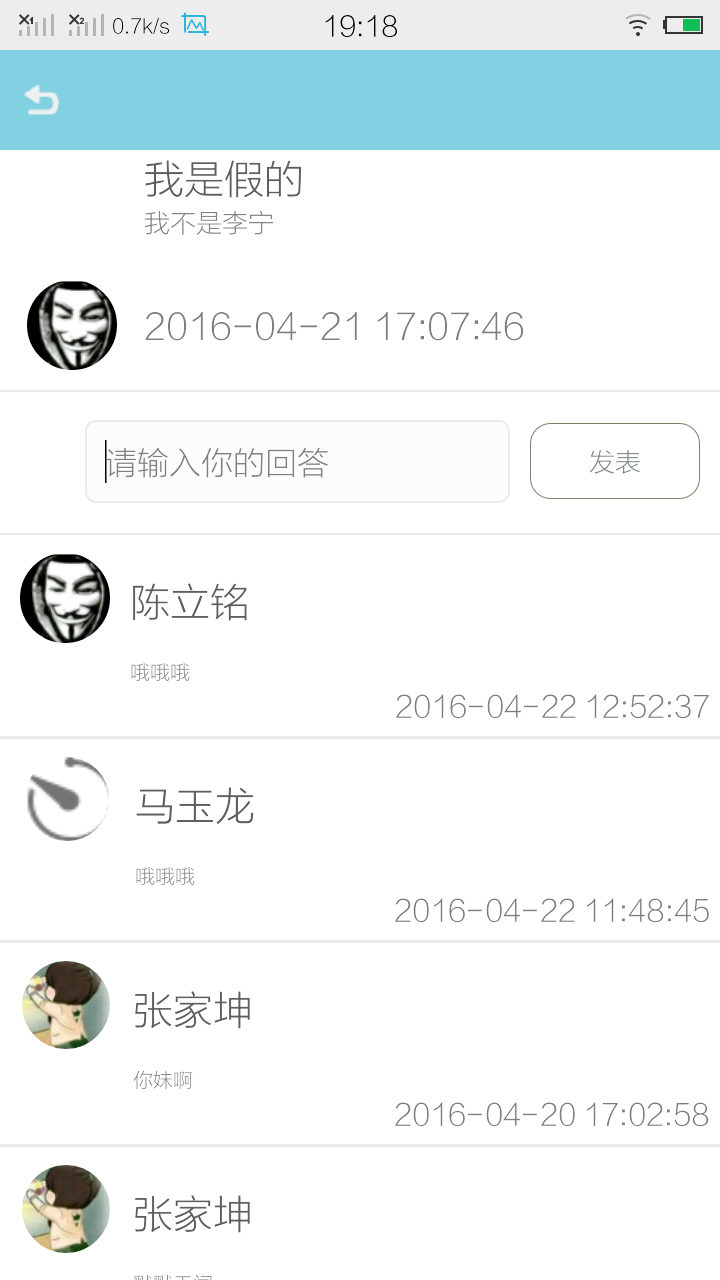 0.7k/s
19:18
我是假的
我不是李宁
2016-04-21 17:07:46
请输入你的回答
发表
陈立铭
哦哦哦
2016-04-22 12:52:37
马玉龙
哦哦哦
2016-04-22 11:48:45
张家坤
你妹啊
2016-04-20 17:02:58
张家坤